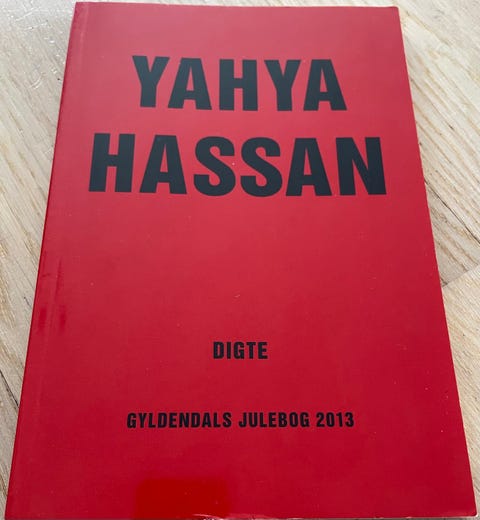 YAHYA
HASSAN
DIGTE
GYLDENDALS JULEBOG 2013